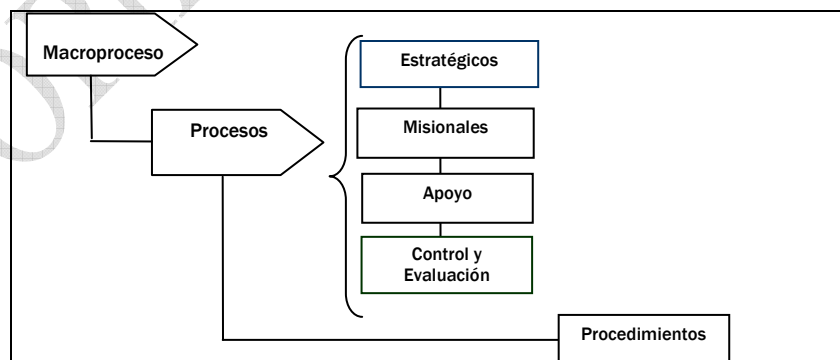 Macroproceso
Procesos
Estratégicos
Misionales
Apoyo
Control y
Evaluación
Procedimientos